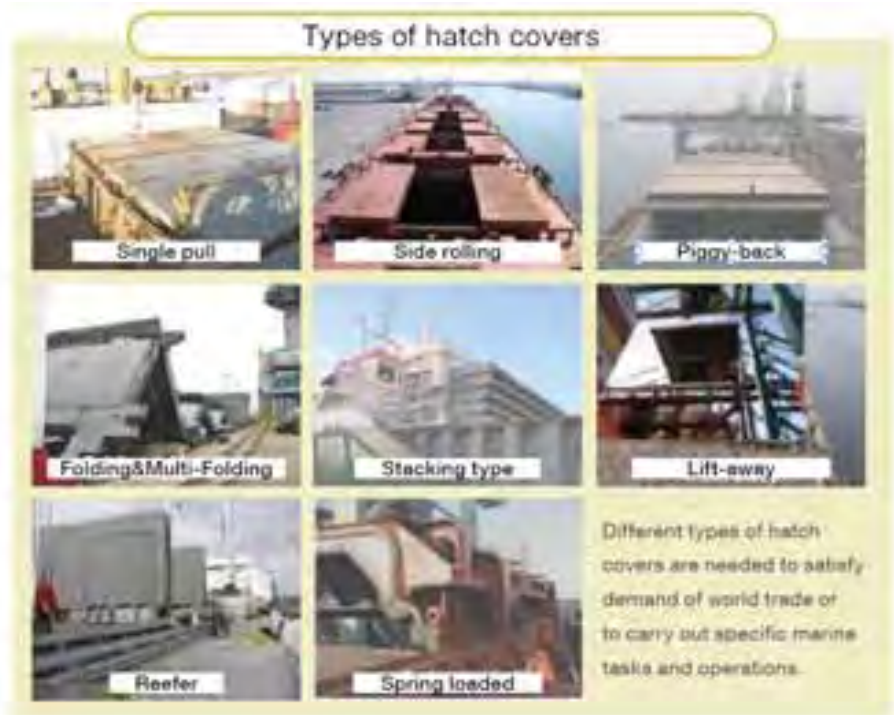 Types of hatch covers
Single pull
Side rolling
Piggy-back
Folding&Multi-Folding
Stacking type
Lift-away
Reefer
Spring loaded
Different types of hatch
covers are needed to satisfy
demand of world trade or
to carry out specific marine
tasks and operations.